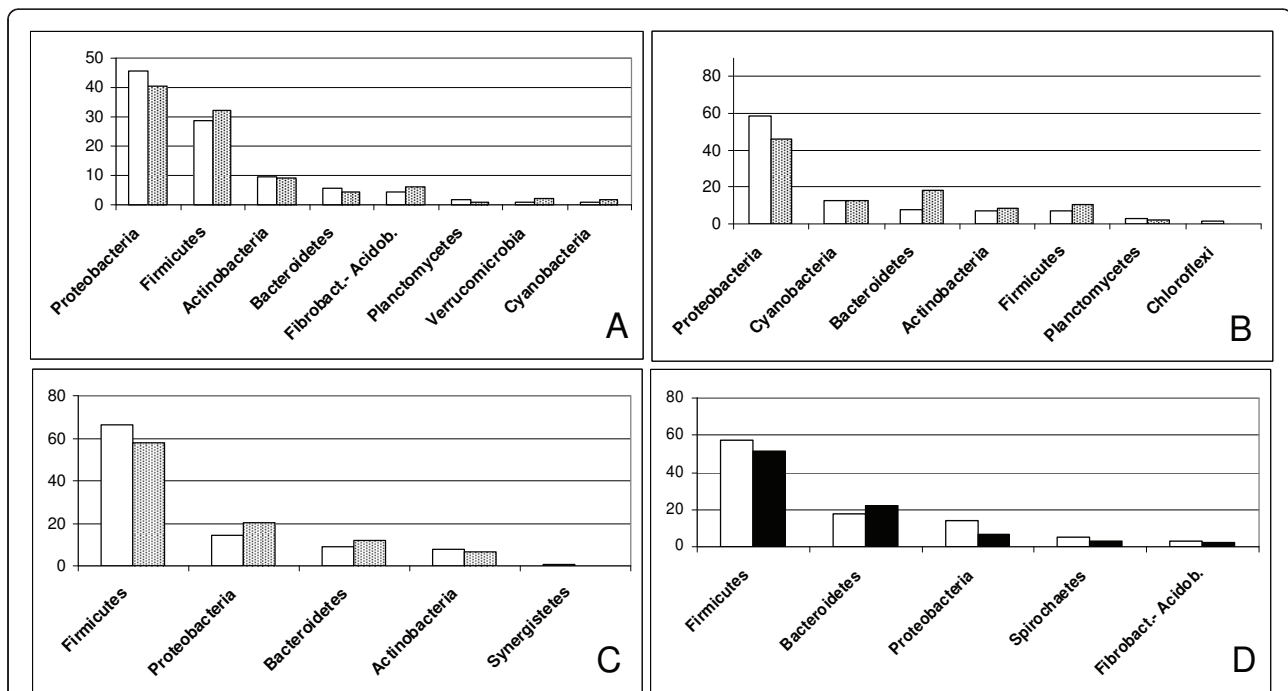 50
40
30
20
10
0
Proteobacteria
Firmicutes
Actinobacteria
Bacteroidetes
Fibrobact.- Acidob.
Planctomycetes
Verrucomicrobia
Cyanobacteria
A
80
60
40
20
0
Proteobacteria
Cyanobacteria
Bacteroidetes
Actinobacteria
Firmicutes
Planctomycetes
Chloroflexi
B
80
60
40
20
0
Firmicutes
Proteobacteria
Bacteroidetes
Actinobacteria
Synergistetes
C
80
60
40
20
0
Firmicutes
Bacteroidetes
Proteobacteria
Spirochaetes
Fibrobact.- Acidob.
D